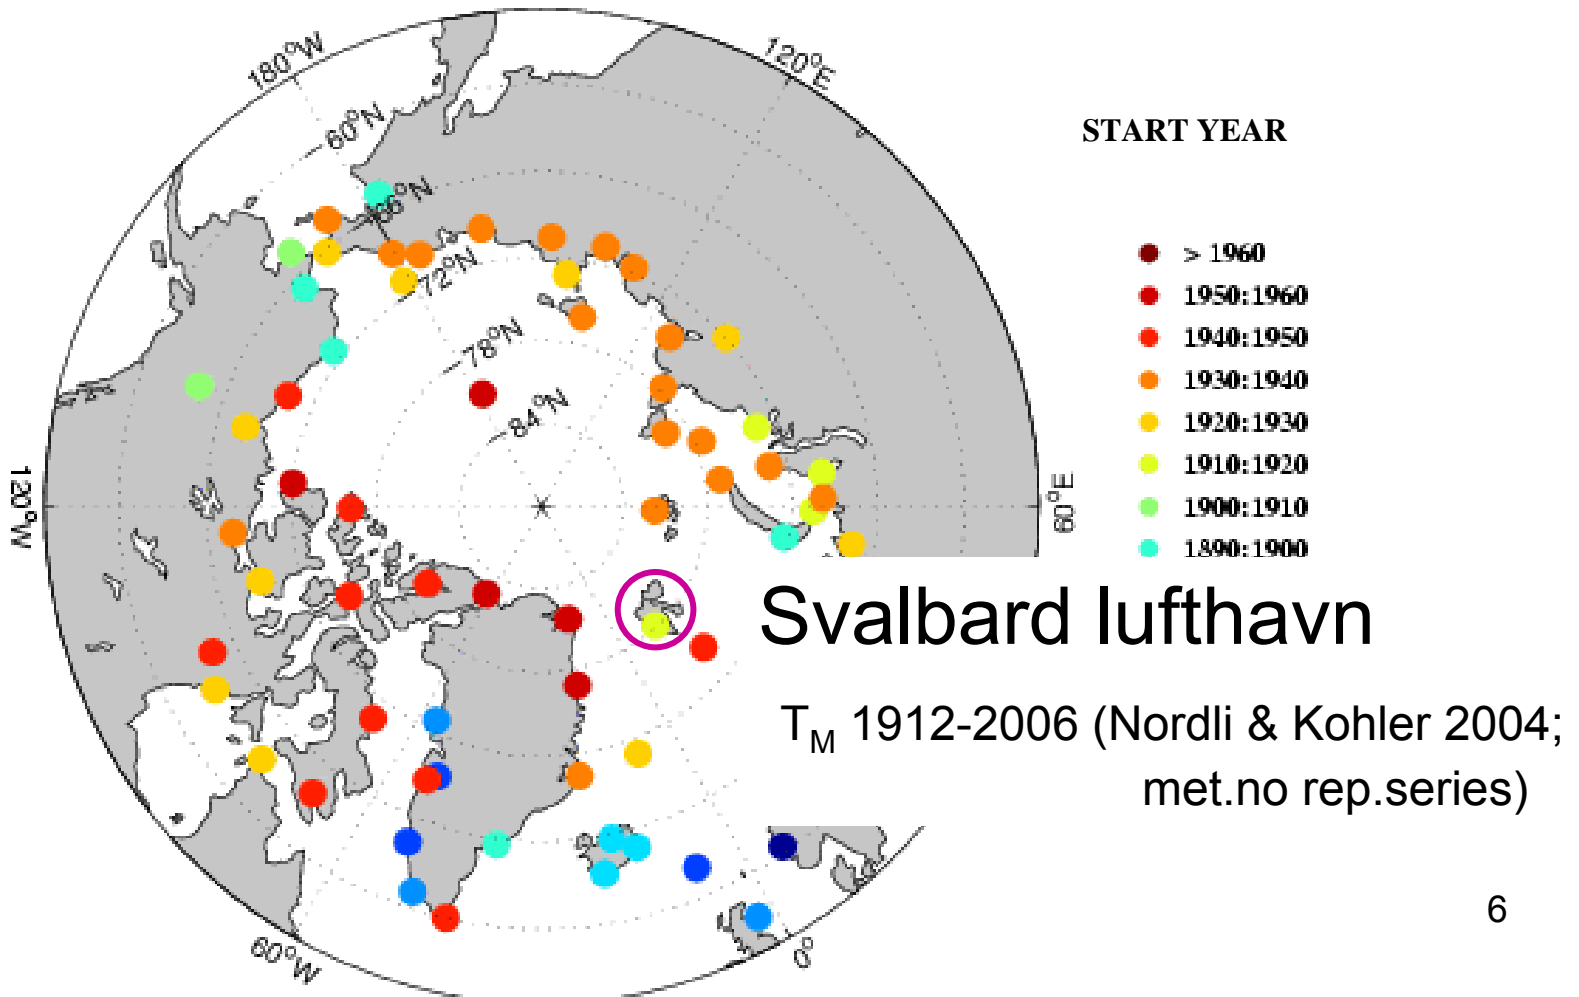 180°W
120°E
60°N
66°N
72°N
78°N
84°N
120°W
60°E
60°W
0°
START YEAR
> 1960
1950:1960
1940:1950
1930:1940
1920:1930
1910:1920
1900:1910
1890:1900
Svalbard lufthavn
T_M 1912-2006 (Nordli & Kohler 2004;
met.no rep.series)
6